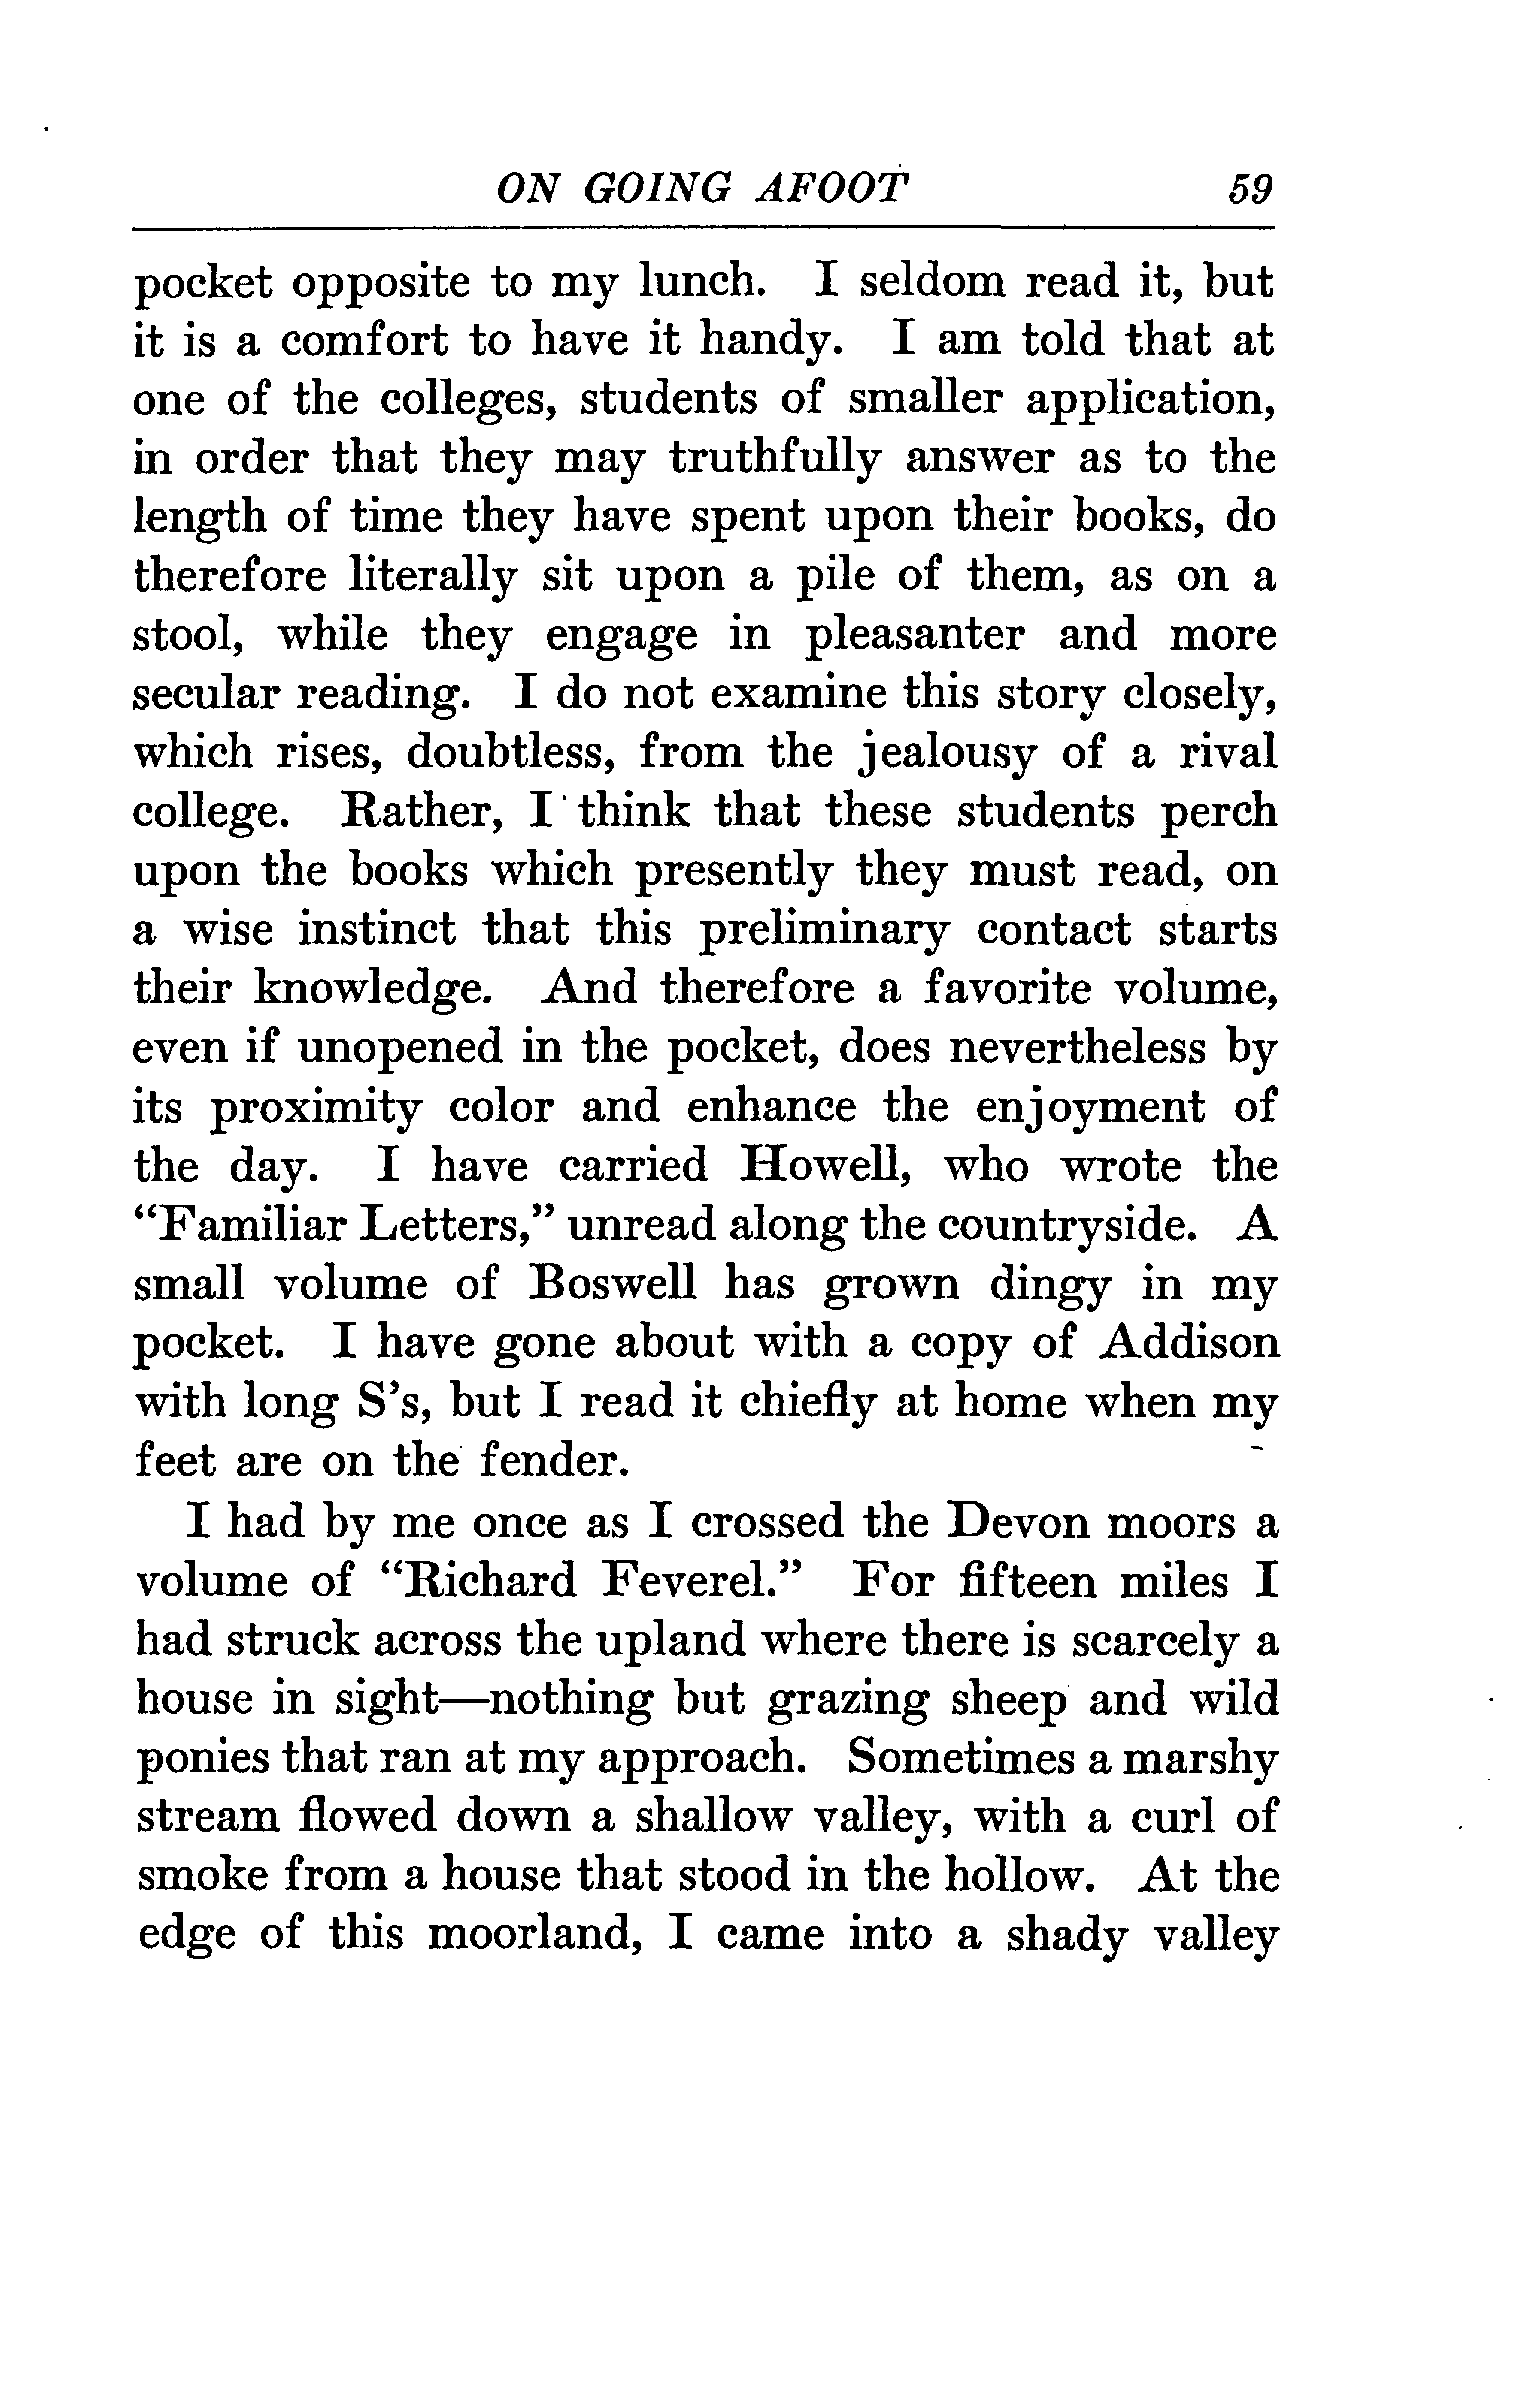 ON GOING AFOOT 59
pocket opposite to my lunch. I seldom read it, but
it is a comfort to have it handy. I am told that at
one of the colleges, students of smaller application,
in order that they may truthfully answer as to the
length of time they have spent upon their books, do
therefore literally sit upon a pile of them, as on a
stool, while they engage in pleasanter and more
secular reading. I do not examine this story closely,
which rises, doubtless, from the jealousy of a rival
college. Rather, I think that these students perch
upon the books which presently they must read, on
a wise instinct that this preliminary contact starts
their knowledge. And therefore a favorite volume,
even if unopened in the pocket, does nevertheless by
its proximity color and enhance the enjoyment of
the day. I have carried Howell, who wrote the
“Familiar Letters,” unread along the countryside. A
small volume of Boswell has grown dingy in my
pocket. I have gone about with a copy of Addison
with long S’s, but I read it chiefly at home when my
feet are on the fender.
I had by me once as I crossed the Devon moors a
volume of “Richard Feverel.” For fifteen miles I
had struck across the upland where there is scarcely a
house in sight—nothing but grazing sheep and wild
ponies that ran at my approach. Sometimes a marshy
stream flowed down a shallow valley, with a curl of
smoke from a house that stood in the hollow. At the
edge of this moorland, I came into a shady valley